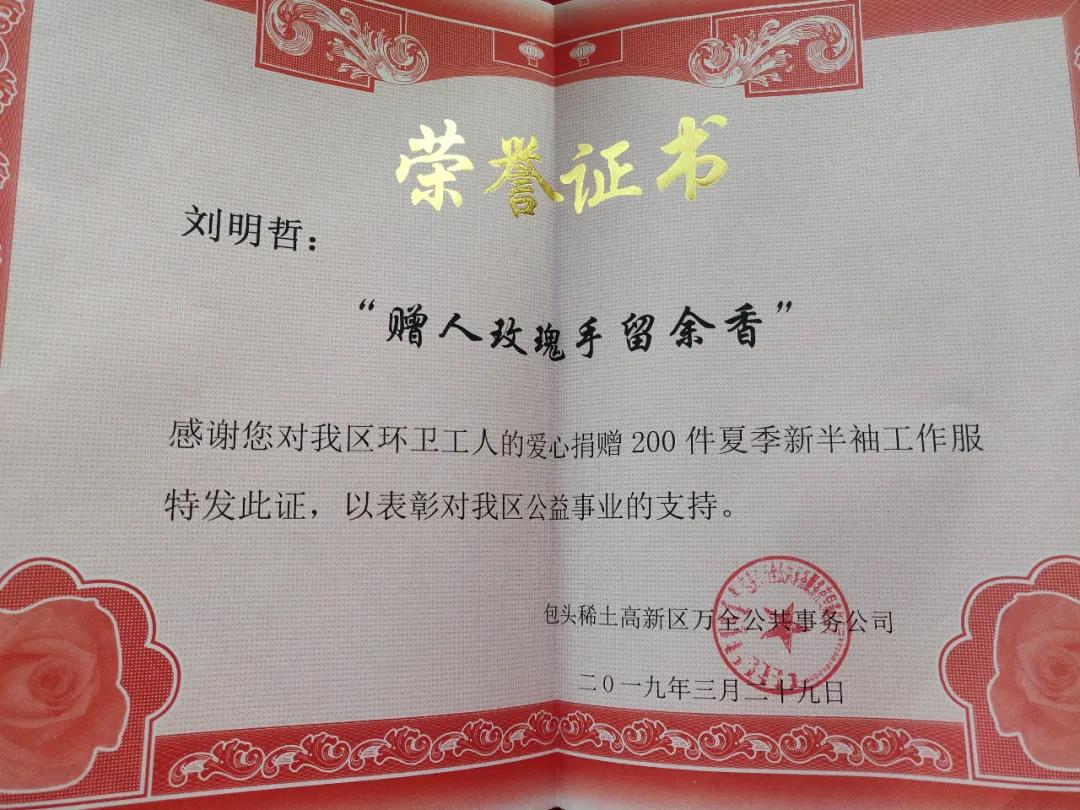 荣誉证书
刘明哲：
“赠人玫瑰手留余香”
感谢您对我区环卫工人的爱心捐赠 200 件夏季新半袖工作服
特发此证，以表彰对我区公益事业的支持。
包头稀土高新区万全公共事务公司
二0一九年三月二十九日